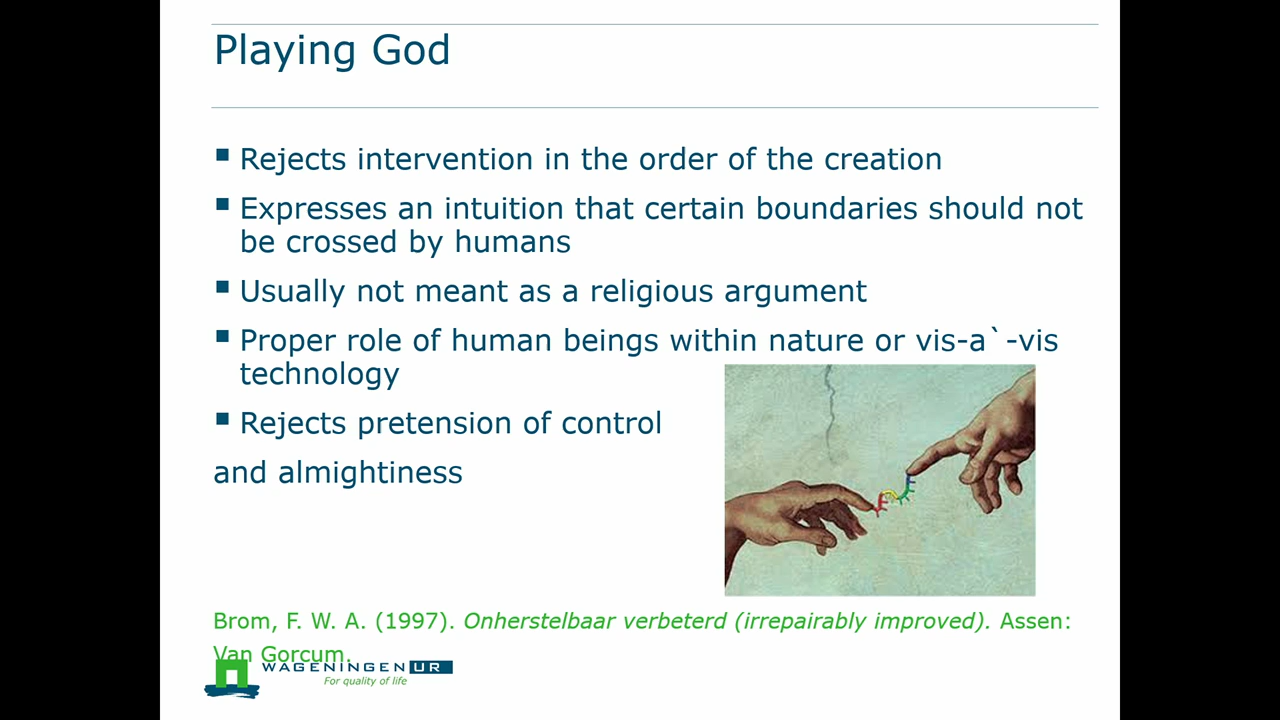 Playing God
Rejects intervention in the order of the creation
Expresses an intuition that certain boundaries should not
be crossed by humans
Usually not meant as a religious argument
Proper role of human beings within nature or vis-a`-vis
technology
Rejects pretension of control
and almightiness
Brom, F. W. A. (1997). Onherstelbaar verbeterd (irrepairably improved). Assen:
Van Gorcum.
WAGENINGEN UR
For quality of life